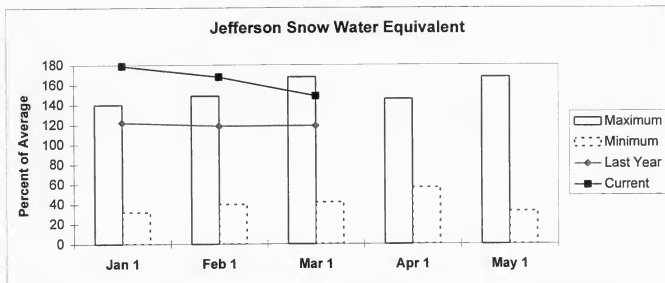 Jefferson Snow Water Equivalent
Percent of Average
180
160
140
120
100
80
60
40
20
0
Jan 1
Feb 1
Mar 1
Apr 1
May 1
Maximum
Minimum
Last Year
Current